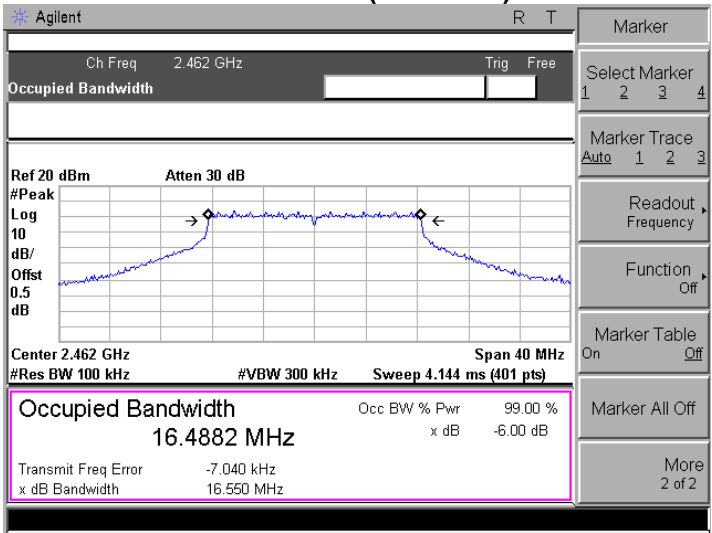 Agilent
R T
Ch Freq 2.462 GHz Trig Free
Occupied Bandwidth
Ref 20 dBm Atten 30 dB
#Peak
Log
10
dB/
Offst
0.5
dB
Center 2.462 GHz Span 40 MHz
#Res BW 100 kHz #VBW 300 kHz Sweep 4.144 ms (401 pts)
Occupied Bandwidth
16.4882 MHz
Occ BW % Pwr 99.00 %
x dB -6.00 dB
Transmit Freq Error -7.040 kHz
x dB Bandwidth 16.550 MHz
Marker
Select Marker
1 2 3 4
Marker Trace
Auto 1 2 3
Readout
Frequency
Function
Off
Marker Table
On Off
Marker All Off
More
2 of 2